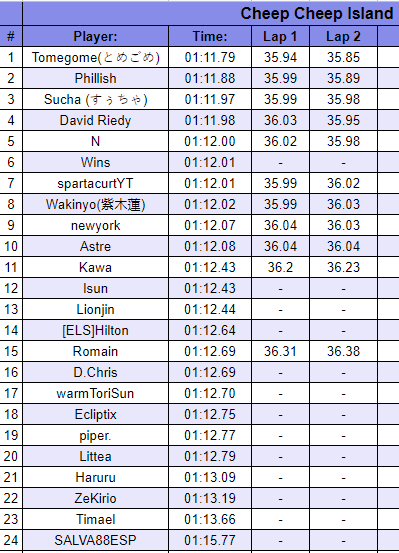 Cheep Cheep Island
# Player: Time: Lap 1 Lap 2
1 Tomegome(とめごめ) 01:11.79 35.94 35.85
2 Phillish 01:11.88 35.99 35.89
3 Sucha (すぅちゃ) 01:11.97 35.99 35.98
4 David Riedy 01:11.98 36.03 35.95
5 N 01:12.00 36.02 35.98
6 Wins 01:12.01 - -
7 spartacurtYT 01:12.01 35.99 36.02
8 Wakinyo(紫木蓮) 01:12.02 35.99 36.03
9 newyork 01:12.07 36.04 36.03
10 Astre 01:12.08 36.04 36.04
11 Kawa 01:12.43 36.2 36.23
12 Isun 01:12.43 - -
13 Lionjin 01:12.44 - -
14 [ELS]Hilton 01:12.64 - -
15 Romain 01:12.69 36.31 36.38
16 D.Chris 01:12.69 - -
17 warmToriSun 01:12.70 - -
18 Ecliptix 01:12.75 - -
19 piper. 01:12.77 - -
20 Littea 01:12.79 - -
21 Haruru 01:13.09 - -
22 ZeKirio 01:13.19 - -
23 Timael 01:13.66 - -
24 SALVA88ESP 01:15.77 - -